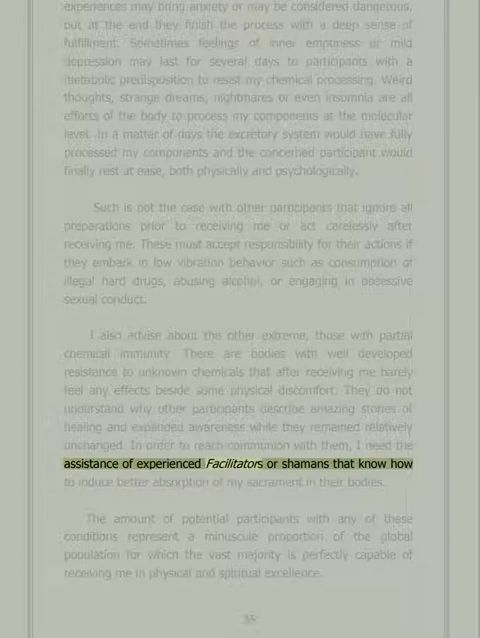 experiences may bring anxiety or may be considered dangerous,
but at the end they finish the process with a deep sense of
fulfillment. Sometimes feelings of inner emptiness or mild
depression may last for several days to participants with a
metabolic predisposition to resist my chemical processing. Weird
thoughts, strange dreams, nightmares or even insomnia are all
efforts of the body to process my components at the molecular
level. In a matter of days the excretory system would have fully
processed my components and the concerned participant would
finally rest at ease, both physically and psychologically.
Such is not the case with other participants that ignore all
preparations prior to receiving me or act carelessly after
receiving me. These must accept responsibility for their actions if
they embark in low vibration behavior such as consumption of
illegal hard drugs, abusing alcohol, or engaging in obsessive
sexual conduct.
I also advise about the other extreme, those with partial
chemical immunity. There are bodies with well developed
resistance to unknown chemicals that after receiving me barely
feel any effects beside some physical discomfort. They do not
understand why other participants describe amazing stories of
healing and expanded awareness while they remained relatively
unchanged. In order to reach communion with them, I need the
assistance of experienced Facilitators or shamans that know how
to induce better absorption of my sacrament in their bodies.
The amount of potential participants with any of these
conditions represent a minuscule proportion of the global
population for which the vast majority is perfectly capable of
receiving me in physical and spiritual excellence.